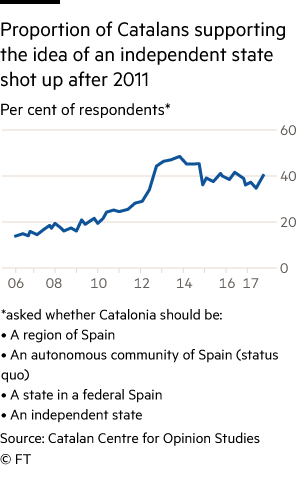 Proportion of Catalans supporting
the idea of an independent state
shot up after 2011
Per cent of respondents*
60
40
20
0
06 08 10 12 14 16 17
*asked whether Catalonia should be:
• A region of Spain
• An autonomous community of Spain (status
quo)
• A state in a federal Spain
• An independent state
Source: Catalan Centre for Opinion Studies
© FT